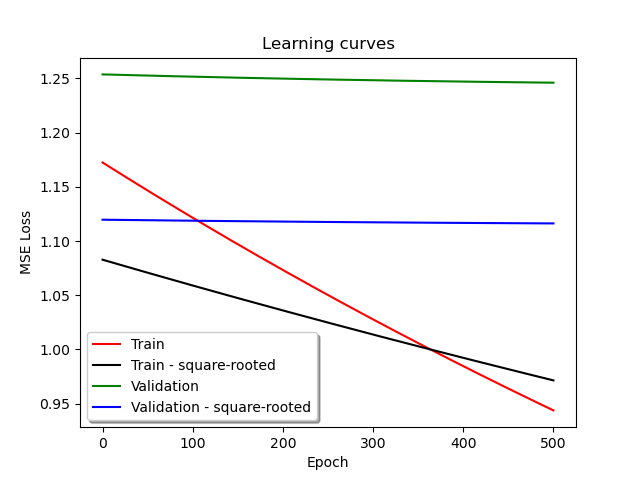 Learning curves
MSE Loss
1.25
1.20
1.15
1.10
1.05
1.00
0.95
Train
Train - square-rooted
Validation
Validation - square-rooted
0 100 200 300 400 500
Epoch